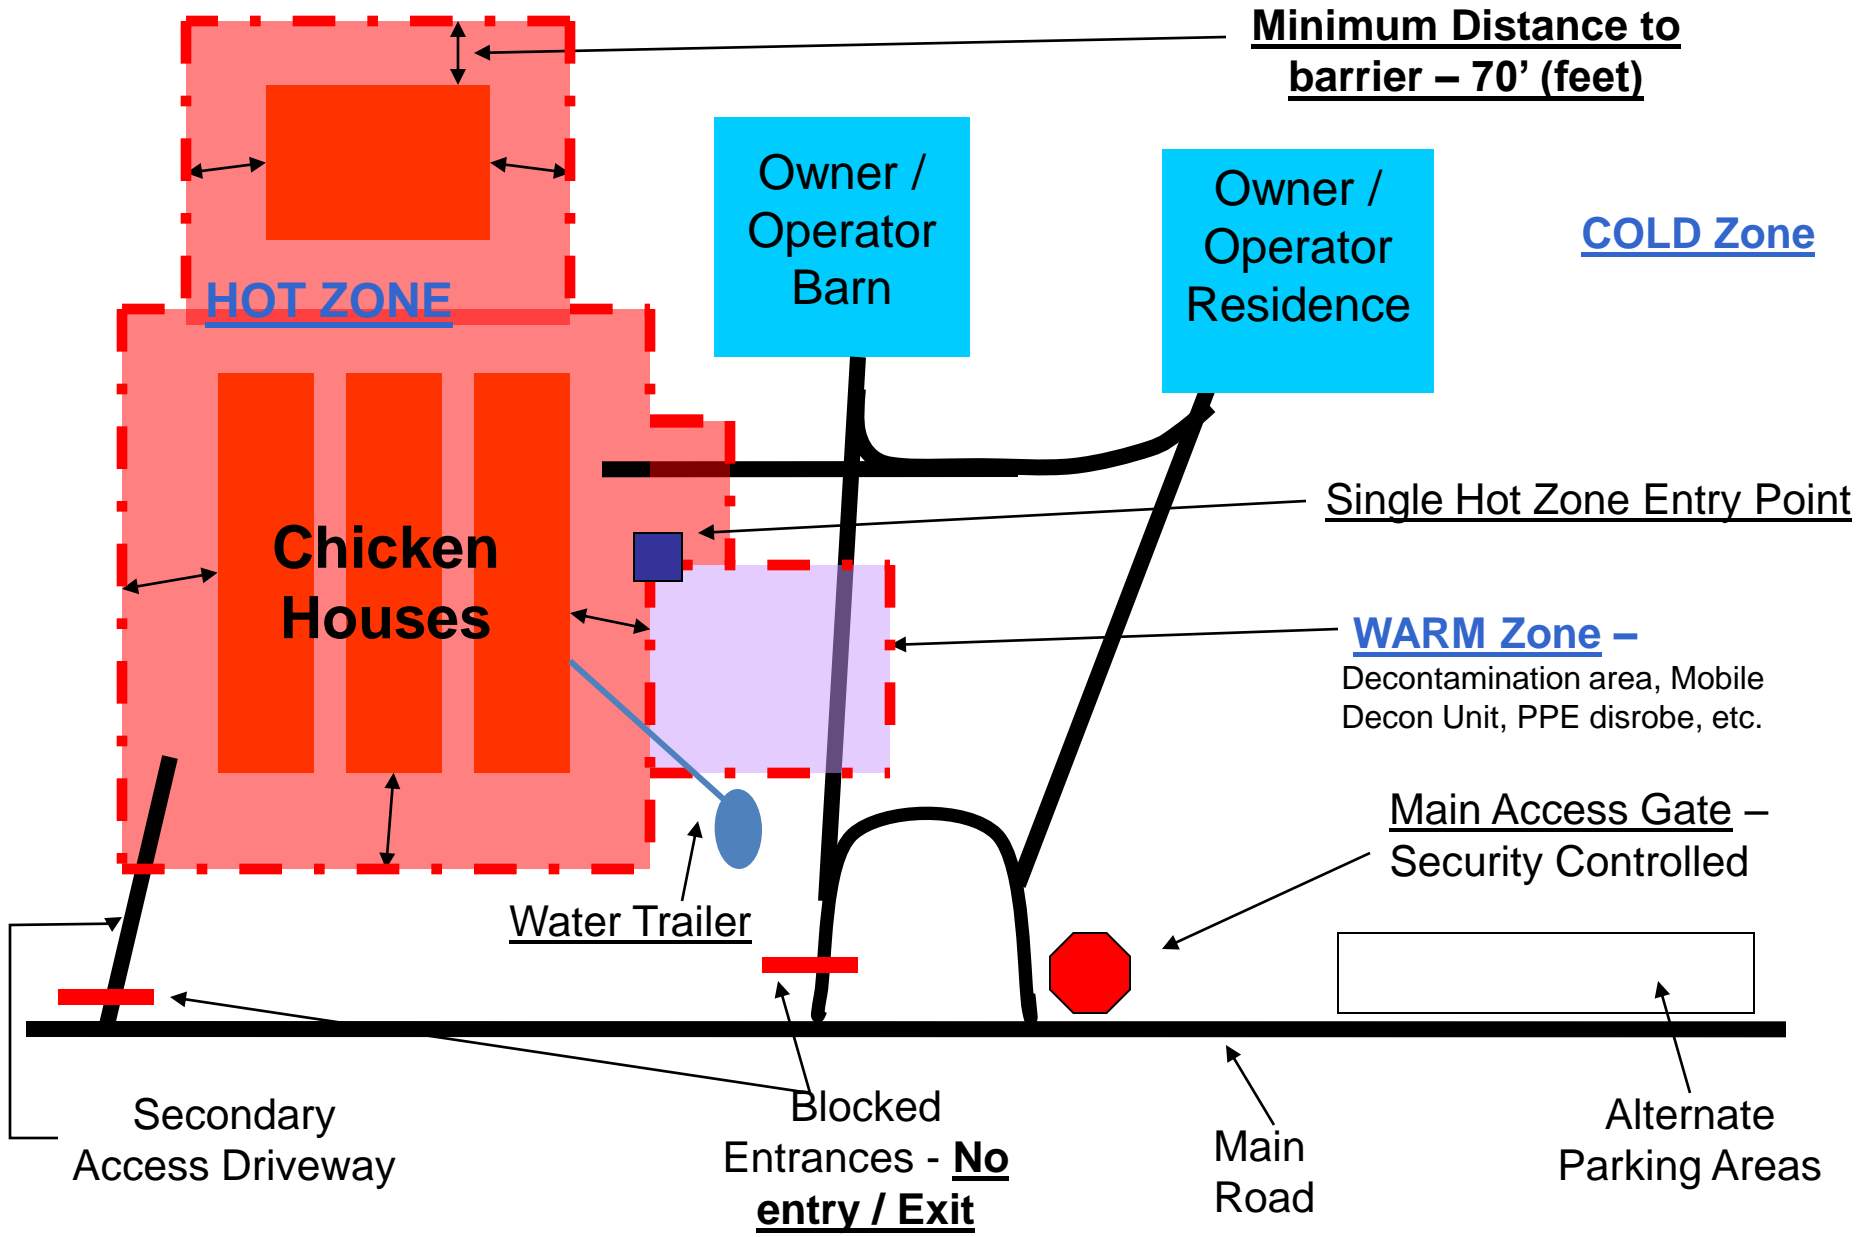 Minimum Distance to
barrier – 70’ (feet)
Owner /
Operator
Barn
Owner /
Operator
Residence
COLD Zone
HOT ZONE
Single Hot Zone Entry Point
Chicken
Houses
WARM Zone –
Decontamination area, Mobile
Decon Unit, PPE disrobe, etc.
Main Access Gate –
Security Controlled
Water Trailer
Secondary
Access Driveway
Blocked
Entrances - No
entry / Exit
Main
Road
Alternate
Parking Areas